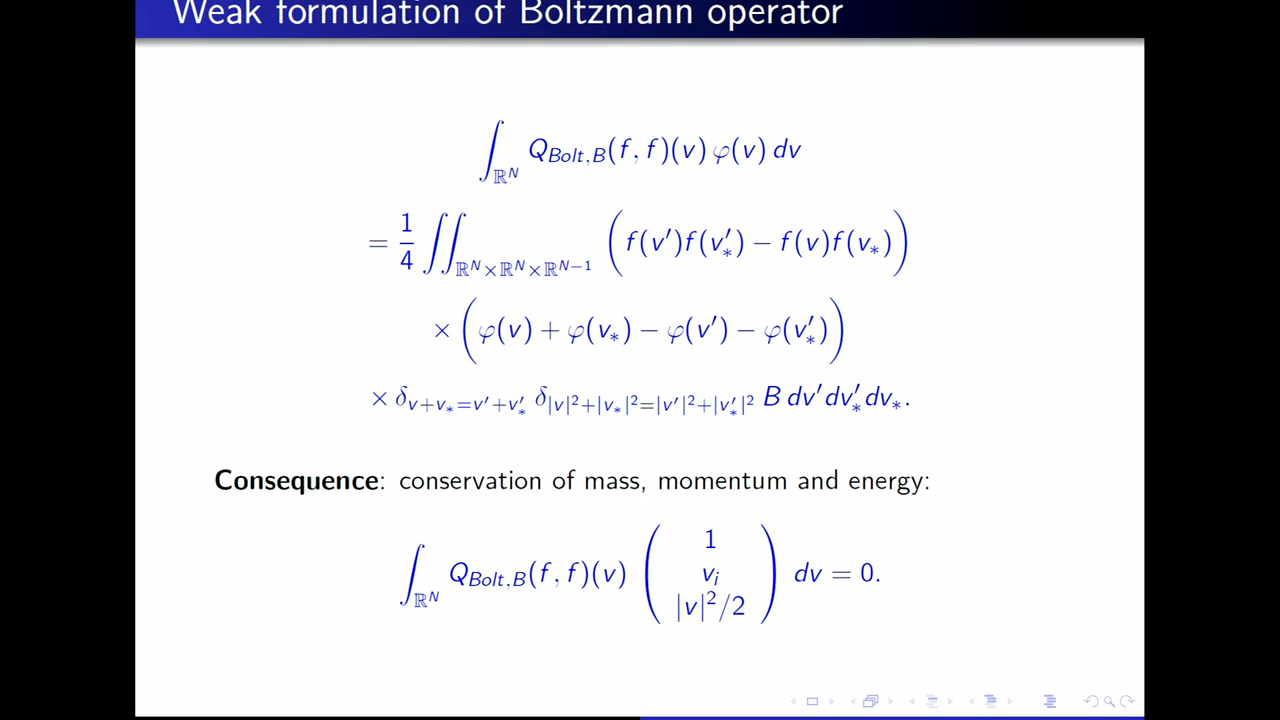 Weak formulation of Boltzmann operator
∫_{ℝ^N} Q_{Bolt,B}(f, f)(v) φ(v) dv
= 1/4 ∬_{ℝ^N×ℝ^N×ℝ^{N−1}} ( f(v′)f(v′_*) − f(v)f(v_*) )
× ( φ(v) + φ(v_*) − φ(v′) − φ(v′_*) )
× δ_{v+v_*=v′+v′_*} δ_{|v|²+|v_*|²=|v′|²+|v′_*|²} B dv′dv′_*dv_*.
Consequence: conservation of mass, momentum and energy:
∫_{ℝ^N} Q_{Bolt,B}(f, f)(v) ( 1 v_i |v|²/2 ) dv = 0.